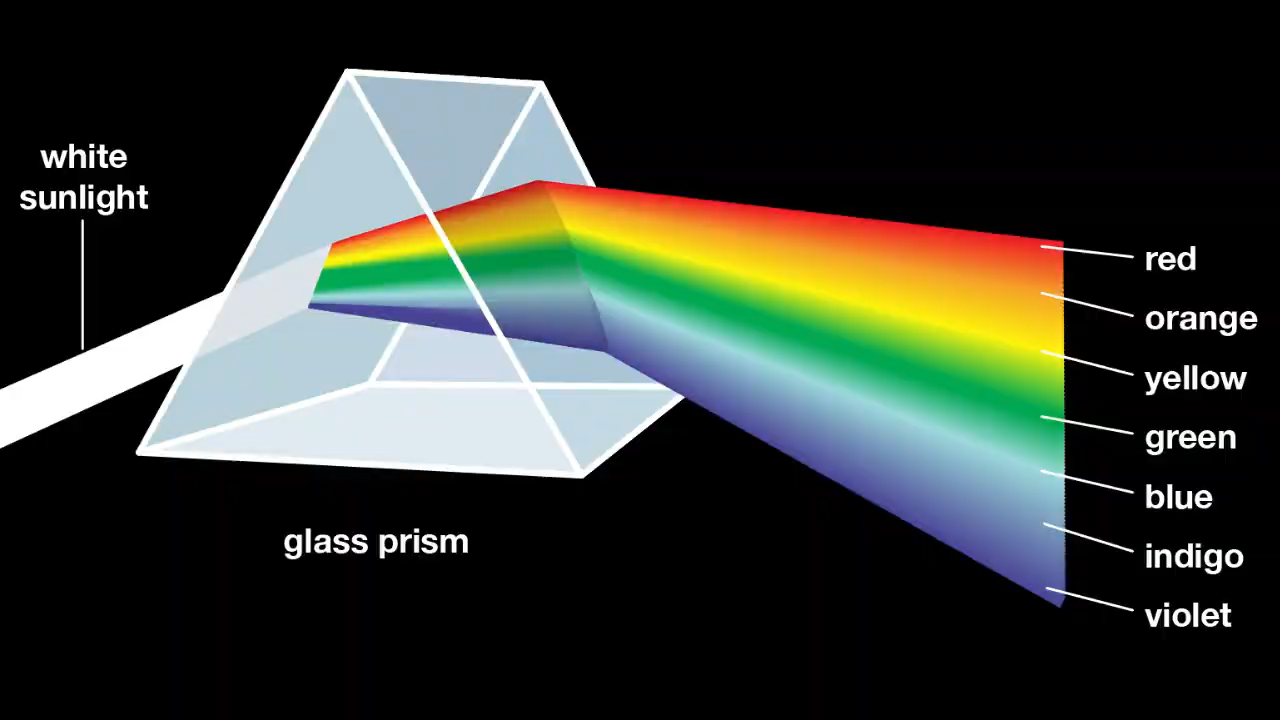 white
sunlight
glass prism
red
orange
yellow
green
blue
indigo
violet